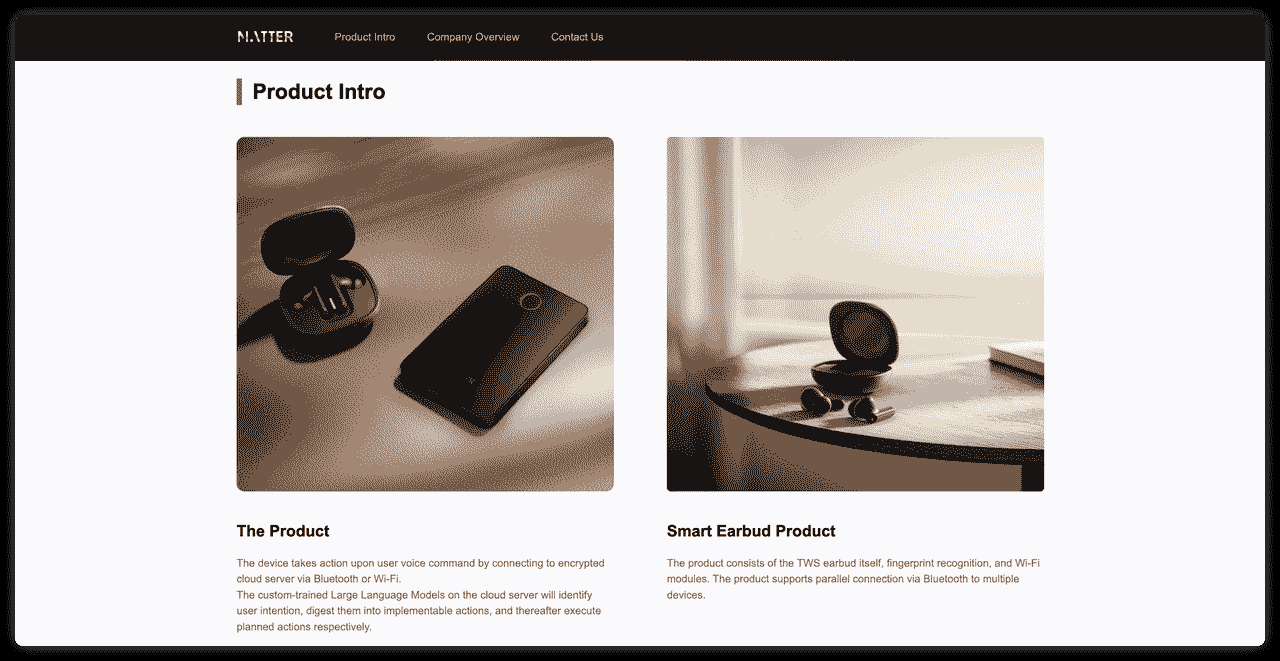 MATTER
Product Intro
Company Overview
Contact Us
Product Intro
The Product
The device takes action upon user voice command by connecting to encrypted
cloud server via Bluetooth or Wi-Fi.
The custom-trained Large Language Models on the cloud server will identify
user intention, digest them into implementable actions, and thereafter execute
planned actions respectively.
Smart Earbud Product
The product consists of the TWS earbud itself, fingerprint recognition, and Wi-Fi
modules. The product supports parallel connection via Bluetooth to multiple
devices.